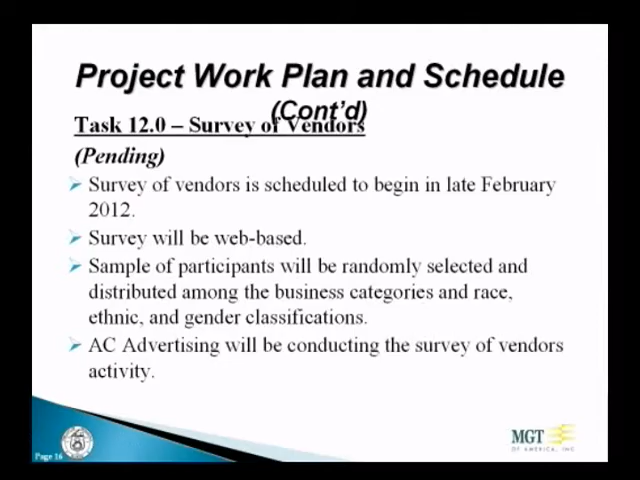 Project Work Plan and Schedule
(Cont'd)
Task 12.0 – Survey of Vendors
(Pending)
Survey of vendors is scheduled to begin in late February
2012.
Survey will be web-based.
Sample of participants will be randomly selected and
distributed among the business categories and race,
ethnic, and gender classifications.
AC Advertising will be conducting the survey of vendors
activity.
Page 16
MGT
OF AMERICA, INC.